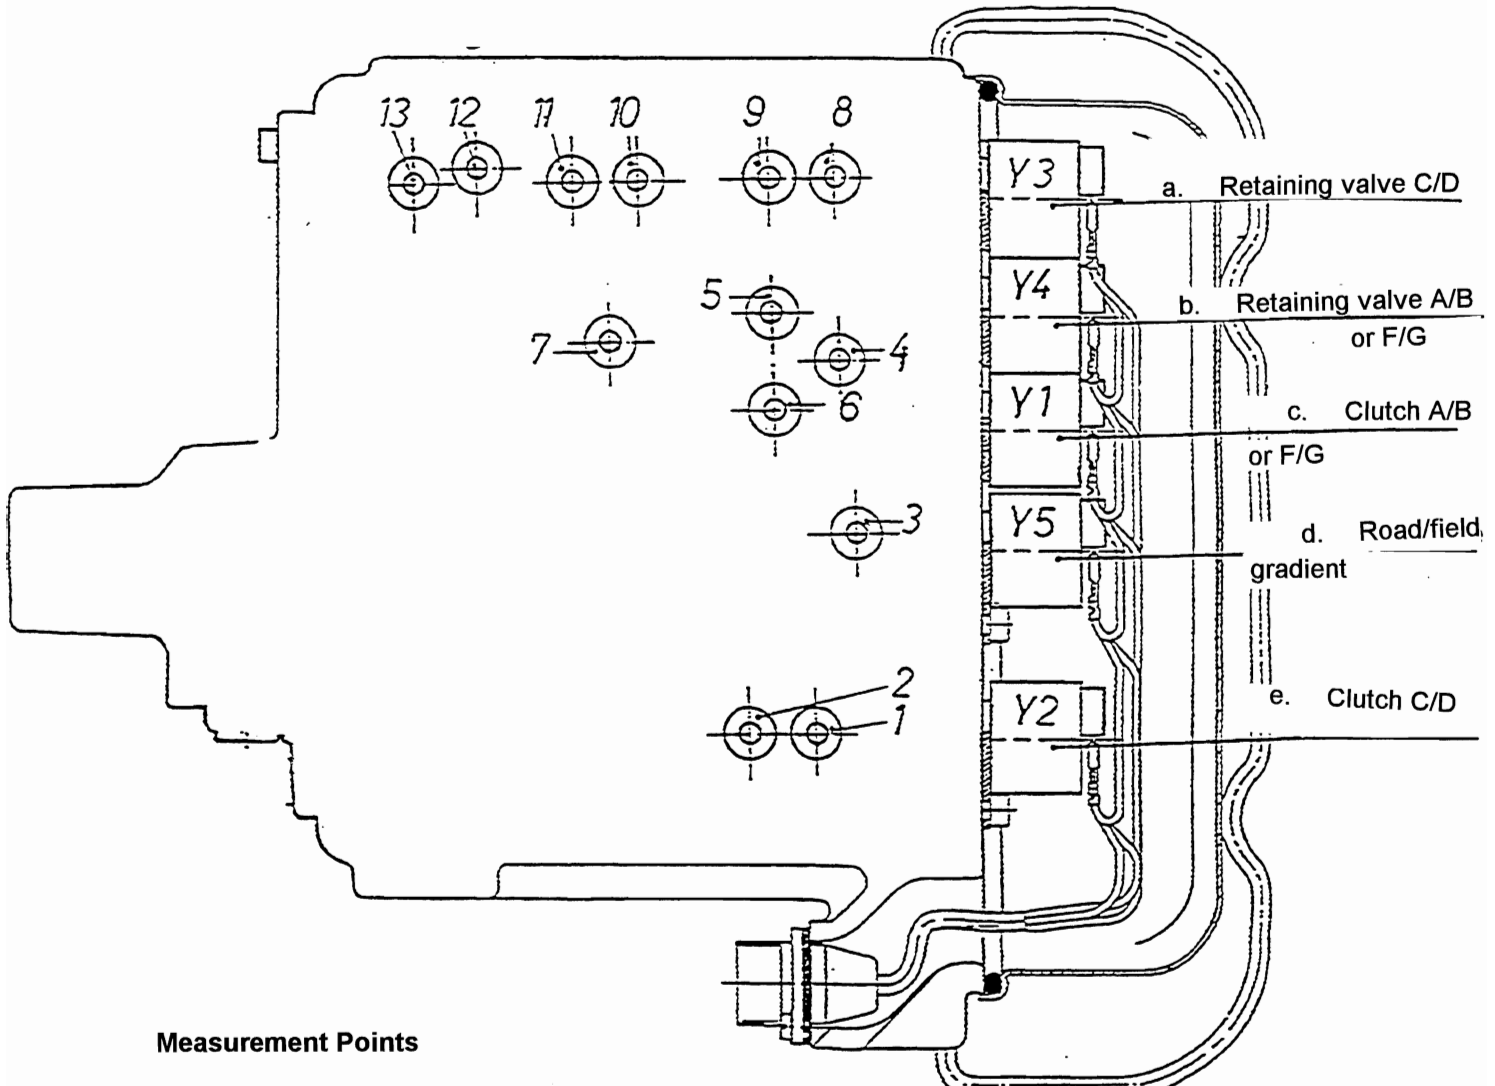 13 12 11 10 9 8
Y3
a. Retaining valve C/D
5
Y4
b. Retaining valve A/B
or F/G
7
4
6
Y1
c. Clutch A/B
or F/G
3
Y5
d. Road/field,
gradient
2
1
Y2
e. Clutch C/D
Measurement Points